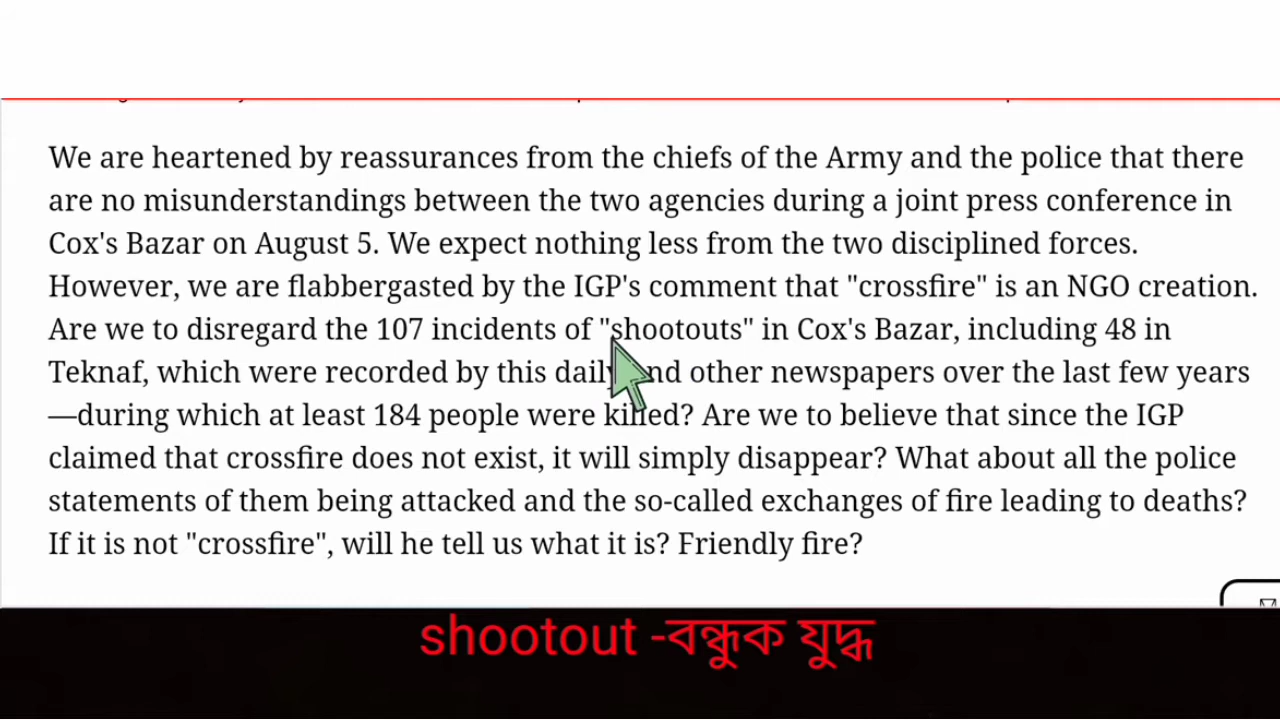 We are heartened by reassurances from the chiefs of the Army and the police that there
are no misunderstandings between the two agencies during a joint press conference in
Cox's Bazar on August 5. We expect nothing less from the two disciplined forces.
However, we are flabbergasted by the IGP's comment that "crossfire" is an NGO creation.
Are we to disregard the 107 incidents of "shootouts" in Cox's Bazar, including 48 in
Teknaf, which were recorded by this daily and other newspapers over the last few years
—during which at least 184 people were killed? Are we to believe that since the IGP
claimed that crossfire does not exist, it will simply disappear? What about all the police
statements of them being attacked and the so-called exchanges of fire leading to deaths?
If it is not "crossfire", will he tell us what it is? Friendly fire?
shootout -বন্ধুক যুদ্ধ